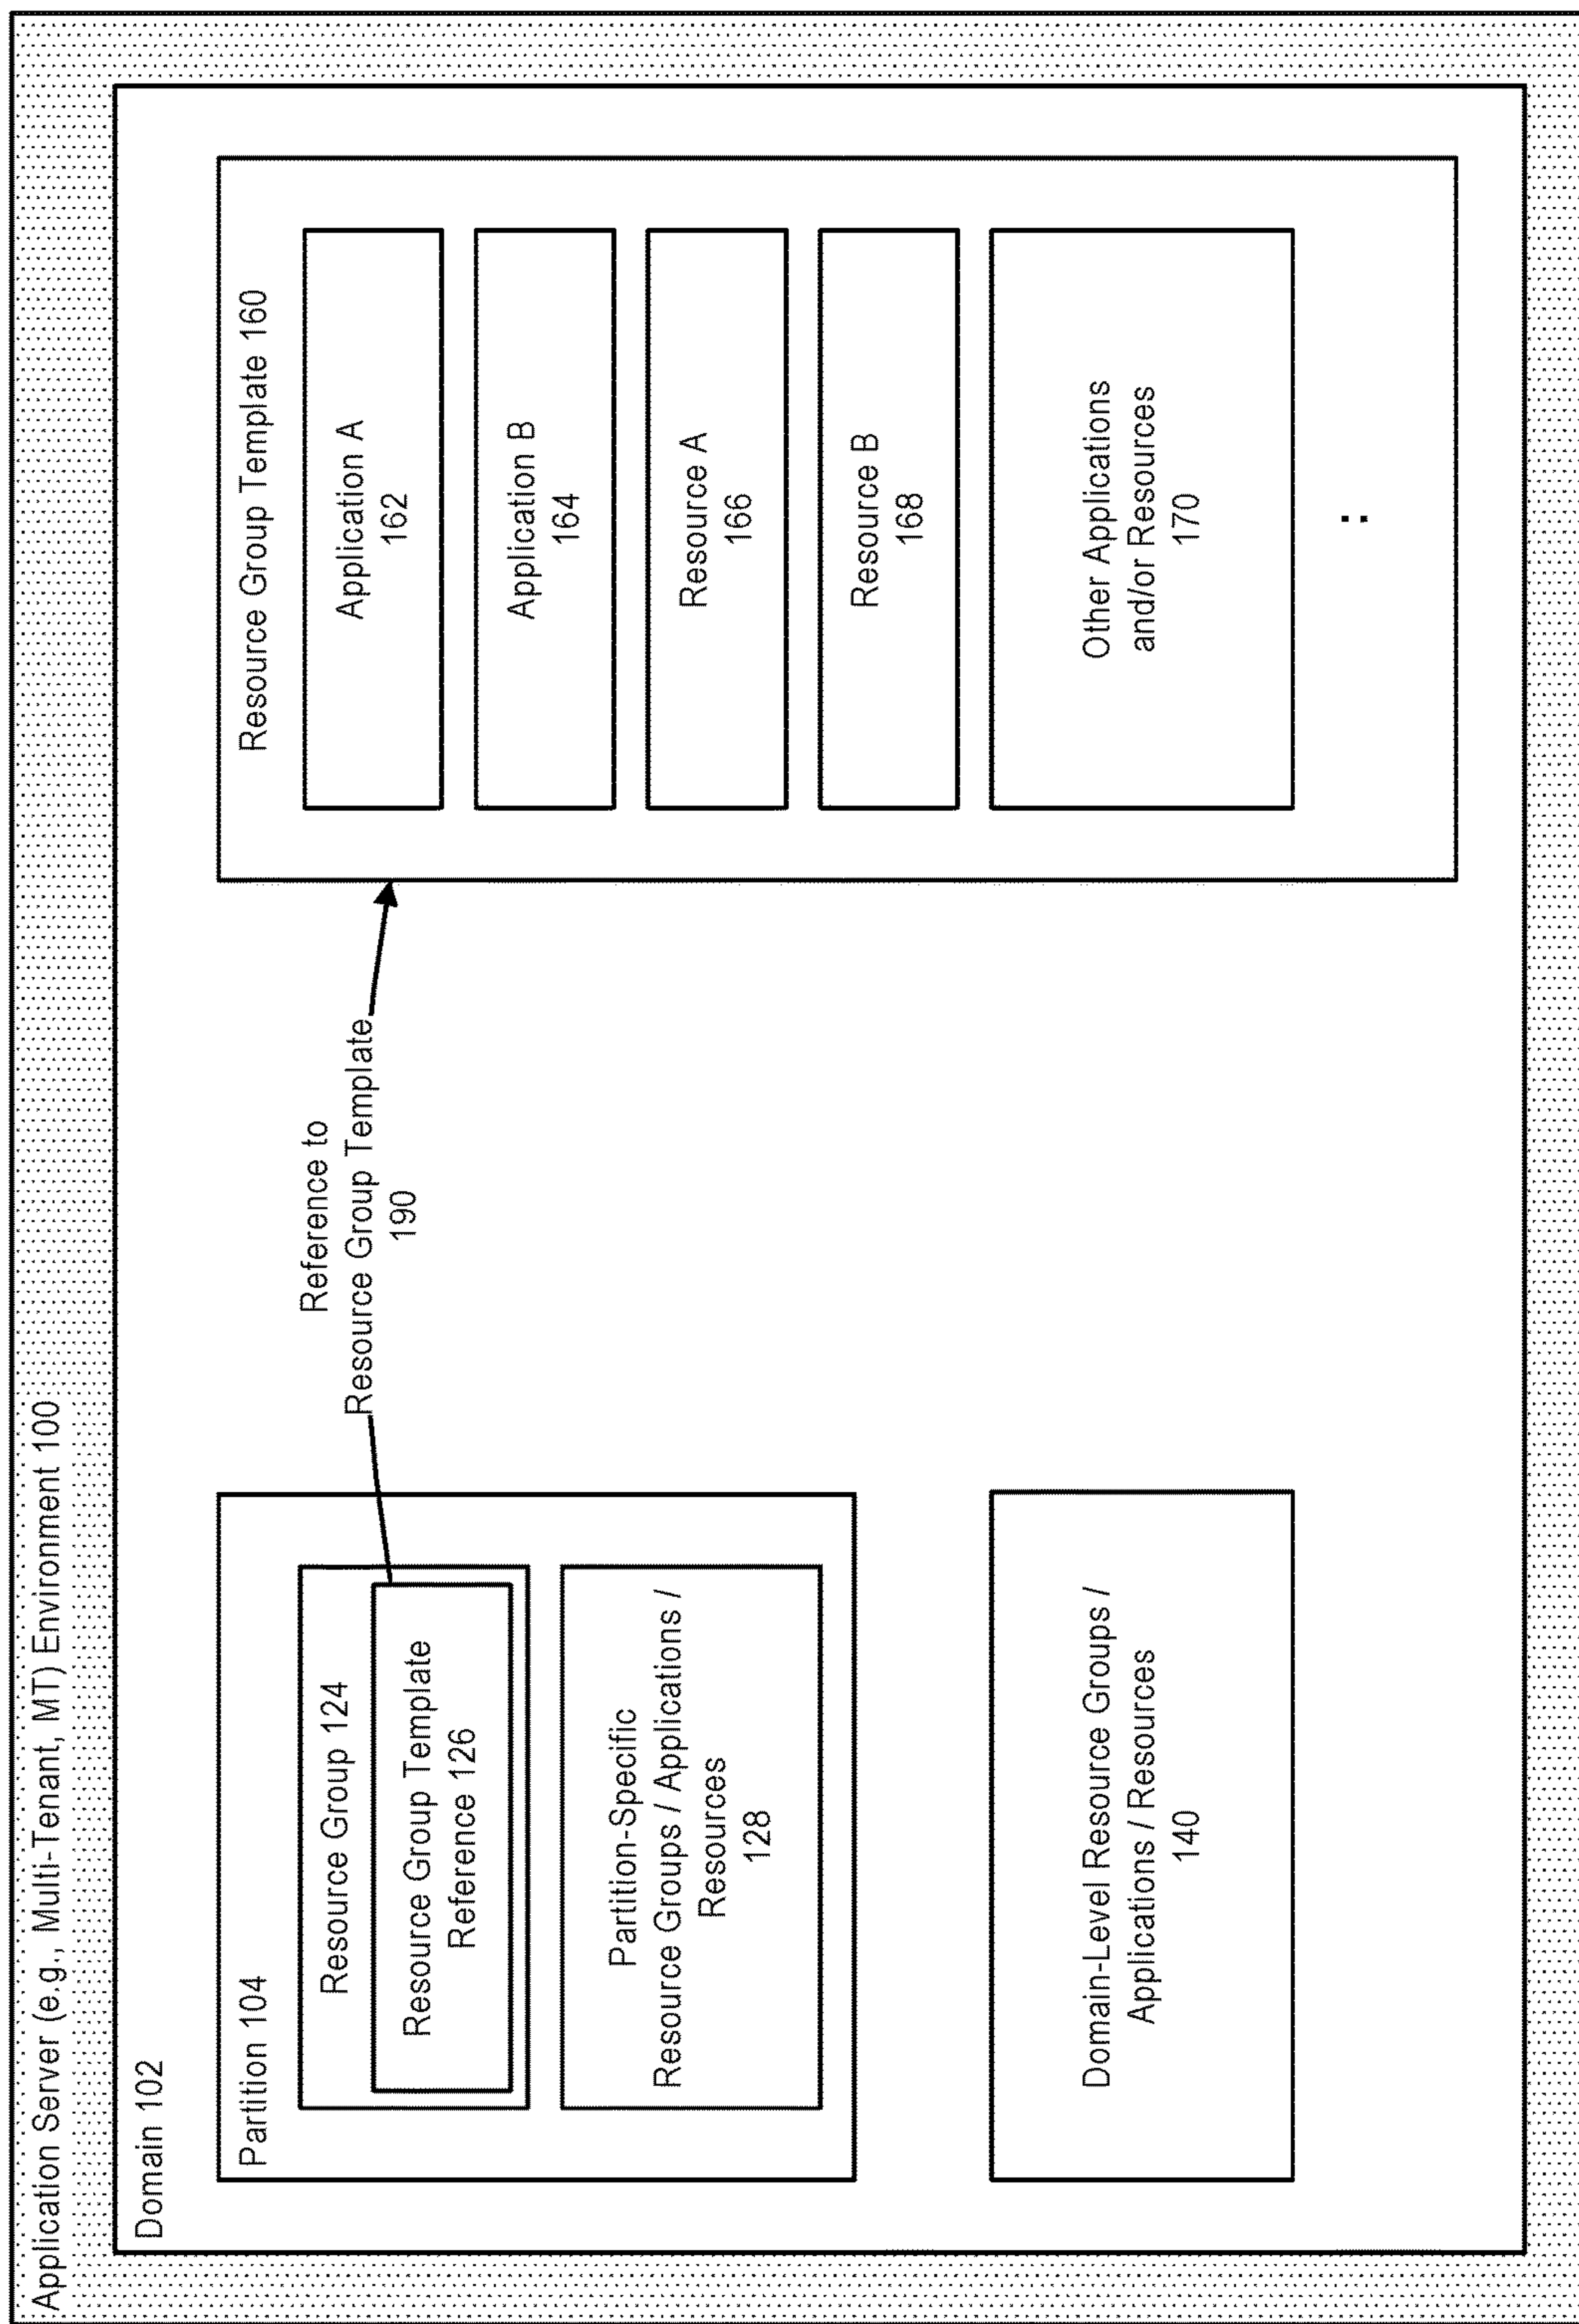 Application Server (e.g., Multi-Tenant, MT) Environment 100
Domain 102
Partition 104
Resource Group 124
Resource Group Template
Reference 126
Partition-Specific
Resource Groups / Applications /
Resources
128
Domain-Level Resource Groups /
Applications / Resources
140
Reference to
Resource Group Template
190
Resource Group Template 160
Application A
162
Application B
164
Resource A
166
Resource B
168
Other Applications
and/or Resources
170